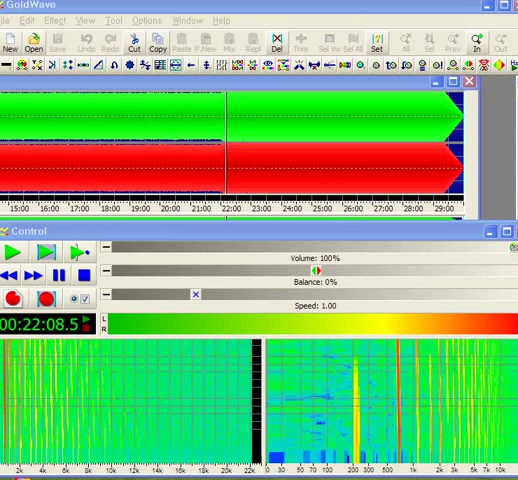 GoldWave
File Edit Effect View Tool Options Window Help
New Open Save Undo Redo Cut Copy Paste P.New Mix Repl Del Trim Sel Vw Sel All Set All Sel Prev In
15:00 16:00 17:00 18:00 19:00 20:00 21:00 22:00 23:00 24:00 25:00 26:00 27:00 28:00 29:00
Control
Volume: 100%
Balance: 0%
Speed: 1.00
00:22:08.5
L
R
2k 4k 6k 8k 10k 12k 14k 16k 18k 20k 22k 0 30 50 70 100 200 300 500 1k 2k 3k 5k 10k